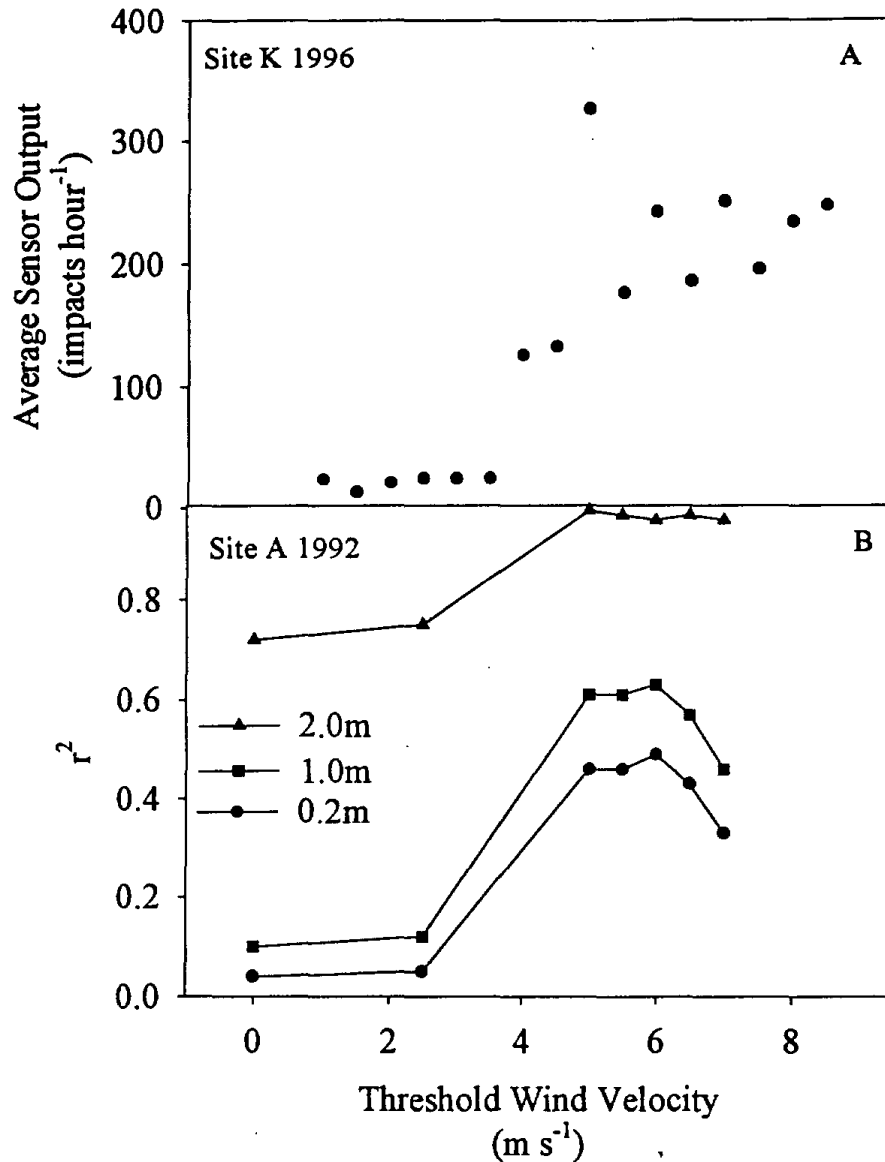 400
300
200
100
0
Average Sensor Output
(impacts hour⁻¹)
Site K 1996
A
0.8
0.6
0.4
0.2
0.0
r²
Site A 1992
B
2.0m
1.0m
0.2m
0 2 4 6 8
Threshold Wind Velocity
(m s⁻¹)